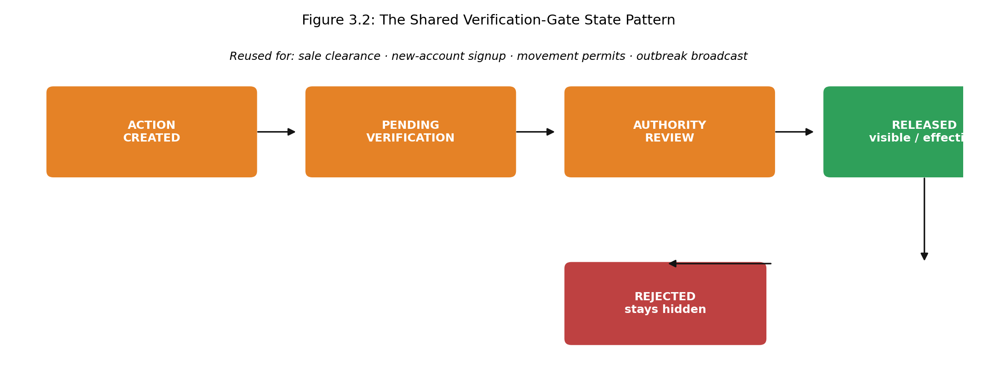 Figure 3.2: The Shared Verification-Gate State Pattern
Reused for: sale clearance · new-account signup · movement permits · outbreak broadcast
ACTION
CREATED
PENDING
VERIFICATION
AUTHORITY
REVIEW
RELEASED
visible / effecti
REJECTED
stays hidden